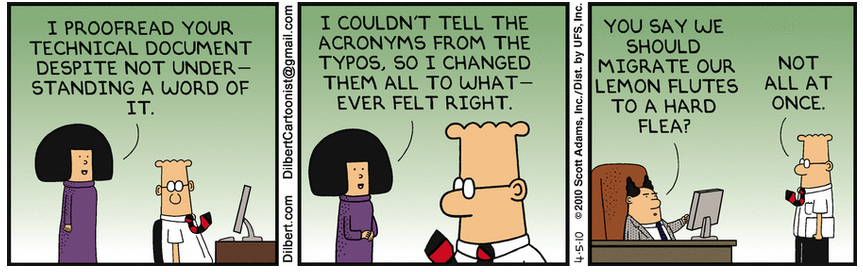 I PROOFREAD YOUR
TECHNICAL DOCUMENT
DESPITE NOT UNDER-
STANDING A WORD OF
IT.
Dilbert.com DilbertCartoonist@gmail.com
I COULDN'T TELL THE
ACRONYMS FROM THE
TYPOS, SO I CHANGED
THEM ALL TO WHAT-
EVER FELT RIGHT.
4-5-10 ©2010 Scott Adams, Inc./Dist. by UFS, Inc.
YOU SAY WE
SHOULD
MIGRATE OUR
LEMON FLUTES
TO A HARD
FLEA?
NOT
ALL AT
ONCE.